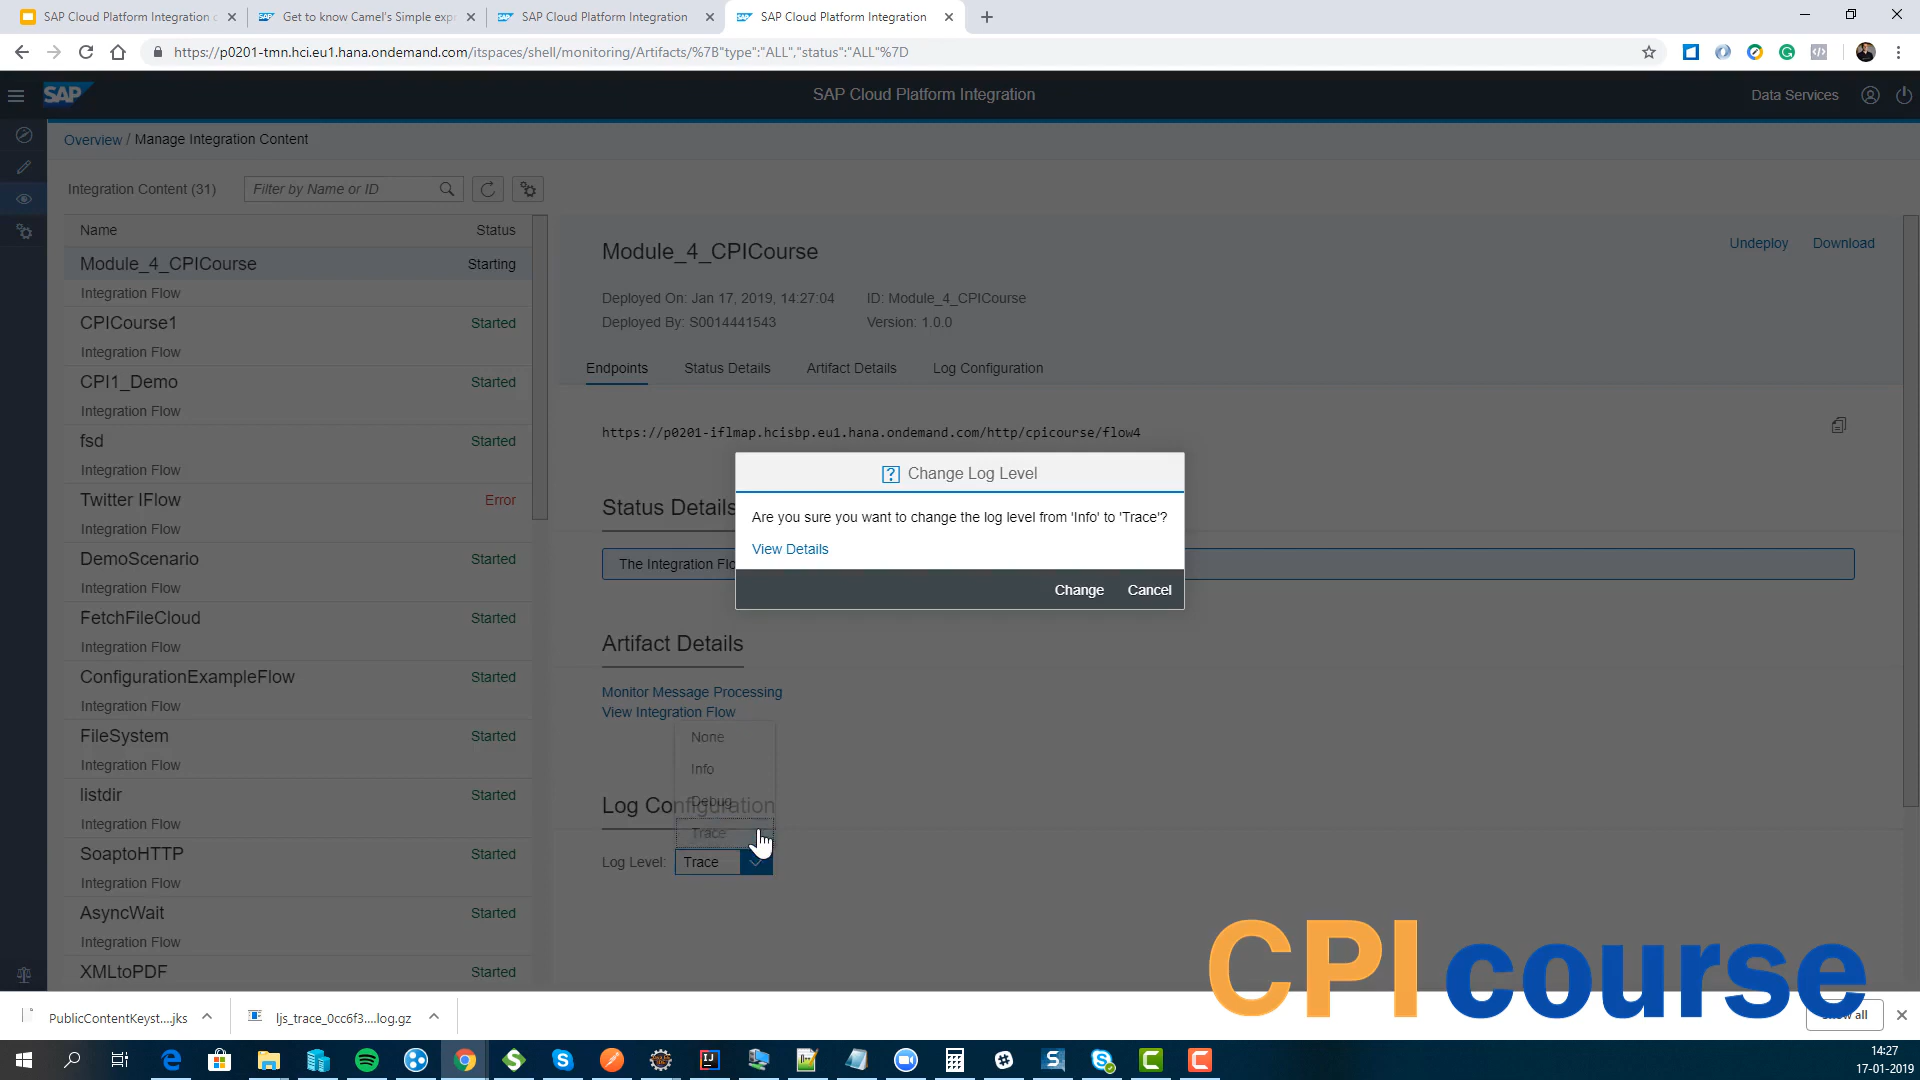 SAP Cloud Platform Integration c
Get to know Camel's Simple expr
SAP Cloud Platform Integration
SAP Cloud Platform Integration
https://p0201-tmn.hci.eu1.hana.ondemand.com/itspaces/shell/monitoring/Artifacts/%7B"type":"ALL","status":"ALL"%7D
SAP
SAP Cloud Platform Integration
Data Services
Overview / Manage Integration Content
Integration Content (31)
Filter by Name or ID
Name
Status
Module_4_CPICourse
Starting
Integration Flow
CPICourse1
Started
Integration Flow
CPI1_Demo
Started
Integration Flow
fsd
Started
Integration Flow
Twitter IFlow
Error
Integration Flow
DemoScenario
Started
Integration Flow
FetchFileCloud
Started
Integration Flow
ConfigurationExampleFlow
Started
Integration Flow
FileSystem
Started
Integration Flow
listdir
Started
Integration Flow
SoaptoHTTP
Started
Integration Flow
AsyncWait
Started
Integration Flow
XMLtoPDF
Started
Module_4_CPICourse
Undeploy
Download
Deployed On: Jan 17, 2019, 14:27:04
ID: Module_4_CPICourse
Deployed By: S0014441543
Version: 1.0.0
Endpoints
Status Details
Artifact Details
Log Configuration
https://p0201-iflmap.hcisbp.eu1.hana.ondemand.com/http/cpicourse/flow4
Status Details
The Integration Flo
Change Log Level
Are you sure you want to change the log level from 'Info' to 'Trace'?
View Details
Change
Cancel
Artifact Details
Monitor Message Processing
View Integration Flow
None
Info
Debug
Trace
Log Configuration
Log Level:
Trace
CPI course
PublicContentKeyst....jks
ljs_trace_0cc6f3....log.gz
all
14:27
17-01-2019